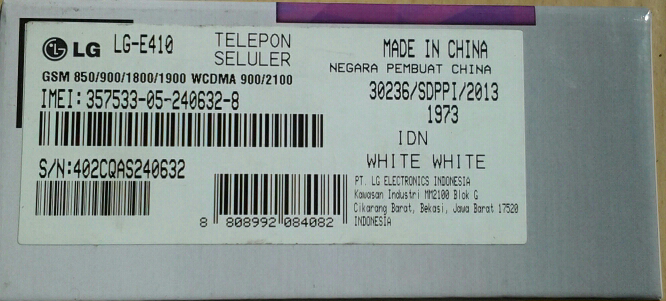 LG LG-E410 TELEPON SELULER
GSM 850/900/1800/1900 WCDMA 900/2100
IMEI: 357533-05-240632-8
S/N:402CQAS240632
8 808992 084082
MADE IN CHINA
NEGARA PEMBUAT CHINA
30236/SDPPI/2013
1973
IDN
WHITE WHITE
PT. LG ELECTRONICS INDONESIA
Kawasan Industri MM2100 Blok G
Cikarang Barat, Bekasi, Jawa Barat 17520
INDONESIA